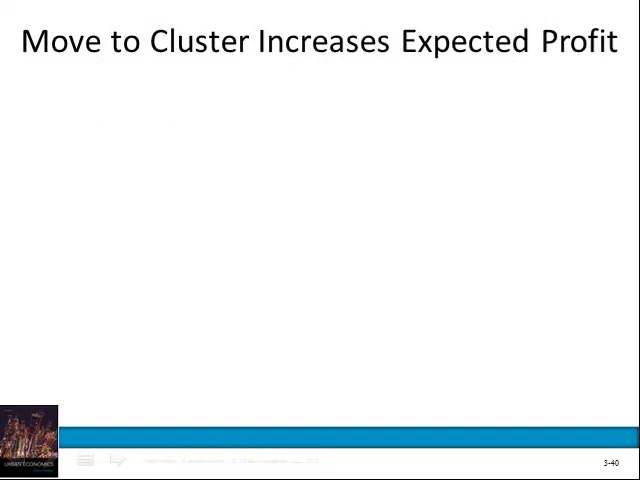 Move to Cluster Increases Expected Profit
URBAN ECONOMICS
3-40